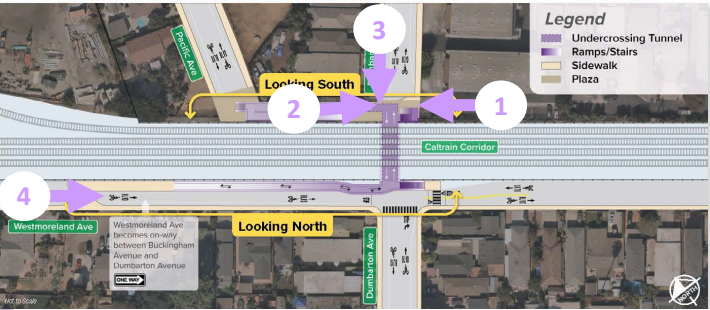 Pacific Ave
Dumbar
3
Looking South
2
1
Legend
Undercrossing Tunnel
Ramps/Stairs
Sidewalk
Plaza
Caltrain Corridor
4
Westmoreland Ave
Westmoreland Ave
becomes on-way
between Buckingham
Avenue and
Dumbarton Avenue
ONE WAY
Looking North
Dumbarton Ave
Not to Scale
NORTH